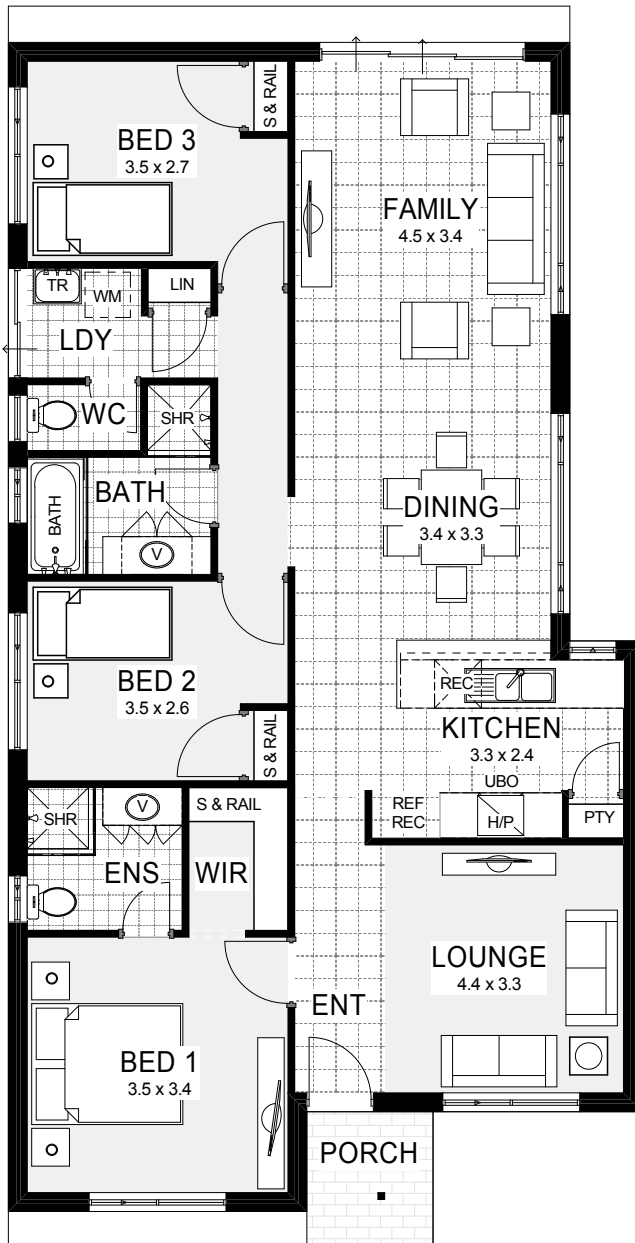 S & RAIL
BED 3
3.5 x 2.7
FAMILY
4.5 x 3.4
TR
WM
LIN
LDY
WC
SHR
BATH
BATH
V
DINING
3.4 x 3.3
BED 2
3.5 x 2.6
S & RAIL
REC
KITCHEN
3.3 x 2.4
UBO
REF
REC
H/P
PTY
SHR
V
S & RAIL
ENS
WIR
LOUNGE
4.4 x 3.3
ENT
BED 1
3.5 x 3.4
PORCH